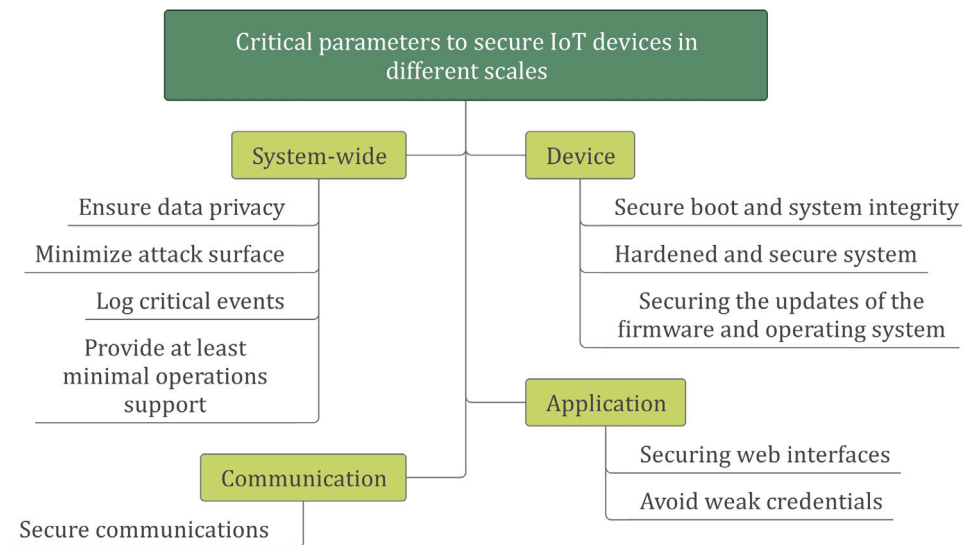 Critical parameters to secure IoT devices in
different scales
System-wide
Ensure data privacy
Minimize attack surface
Log critical events
Provide at least
minimal operations
support
Device
Secure boot and system integrity
Hardened and secure system
Securing the updates of the
firmware and operating system
Application
Securing web interfaces
Avoid weak credentials
Communication
Secure communications